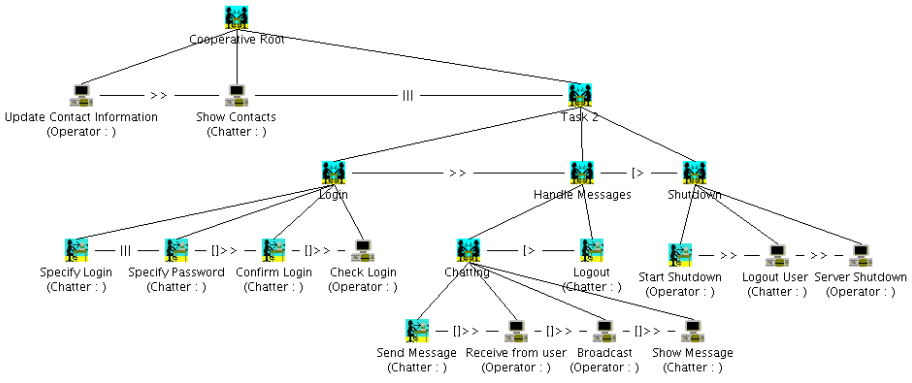 Cooperative Root
>> |||
Update Contact Information
(Operator : )
Show Contacts
(Chatter : )
Task 2
>> [>
Login
Handle Messages
Shutdown
||| []>> []>> [> >> >>
Specify Login
(Chatter : )
Specify Password
(Chatter : )
Confirm Login
(Chatter : )
Check Login
(Operator : )
Chatting
Logout
(Chatter : )
Start Shutdown
(Operator : )
Logout User
(Chatter : )
Server Shutdown
(Operator : )
[]>> []>> []>>
Send Message
(Chatter : )
Receive from user
(Operator : )
Broadcast
(Operator : )
Show Message
(Chatter : )